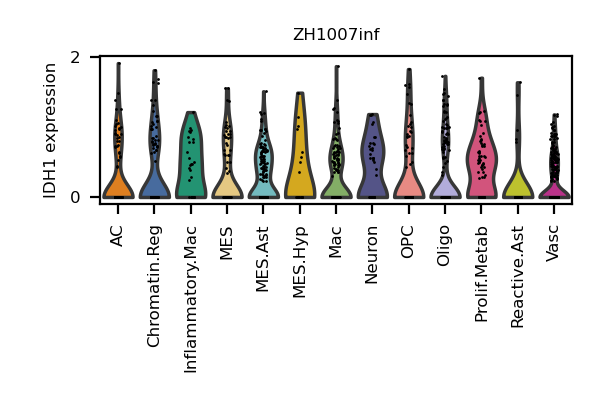 ZH1007inf
IDH1 expression
2
0
AC
Chromatin.Reg
Inflammatory.Mac
MES
MES.Ast
MES.Hyp
Mac
Neuron
OPC
Oligo
Prolif.Metab
Reactive.Ast
Vasc